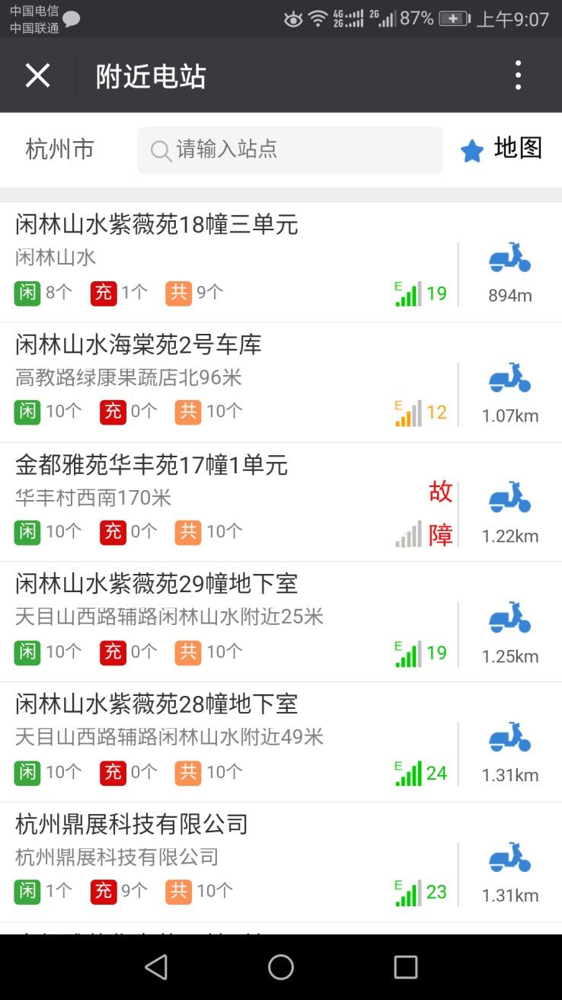 中国电信
中国联通
4G
2G
2G
87%
上午9:07
附近电站
杭州市
请输入站点
地图
闲林山水紫薇苑18幢三单元
闲林山水
闲 8个 充 1个 共 9个
E 19
894m
闲林山水海棠苑2号车库
高教路绿康果蔬店北96米
闲 10个 充 0个 共 10个
E 12
1.07km
金都雅苑华丰苑17幢1单元
华丰村西南170米
闲 10个 充 0个 共 10个
故
障
1.22km
闲林山水紫薇苑29幢地下室
天目山西路辅路闲林山水附近25米
闲 10个 充 0个 共 10个
E 19
1.25km
闲林山水紫薇苑28幢地下室
天目山西路辅路闲林山水附近49米
闲 10个 充 0个 共 10个
E 24
1.31km
杭州鼎展科技有限公司
杭州鼎展科技有限公司
闲 1个 充 9个 共 10个
E 23
1.31km